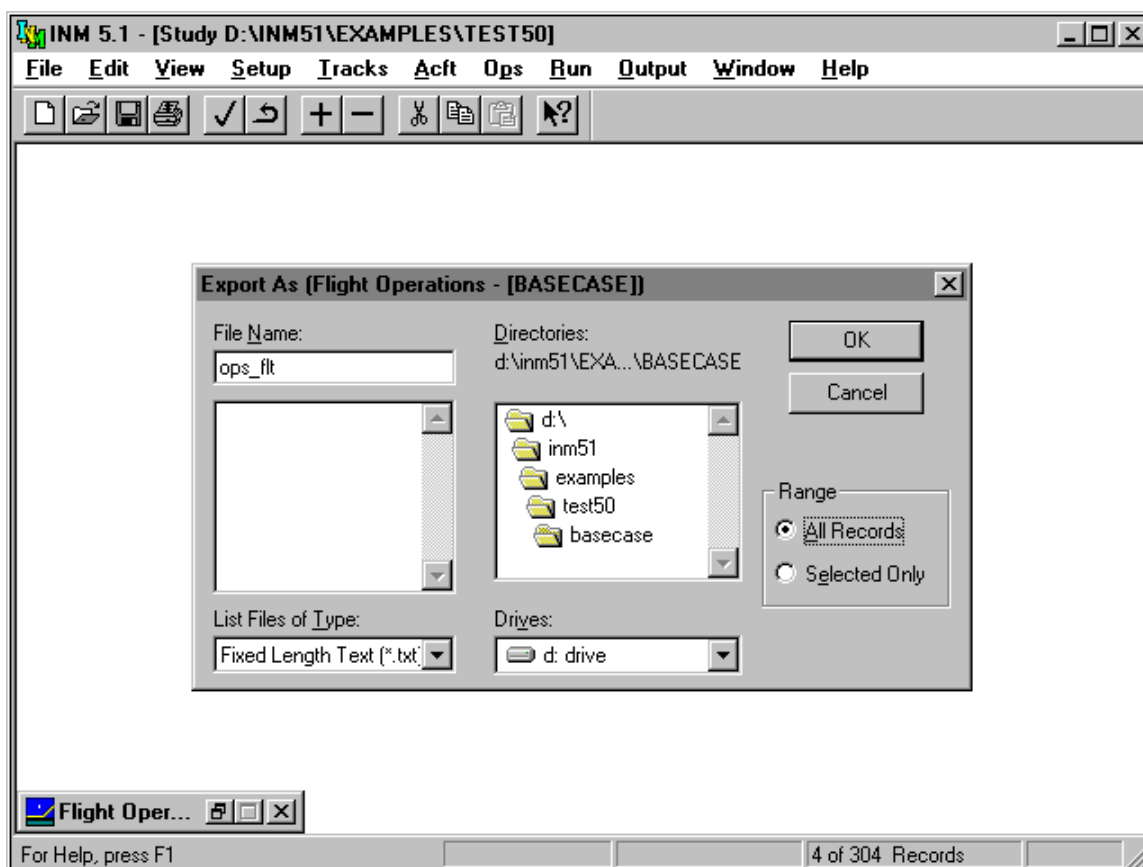 INM 5.1 - [Study D:\INM51\EXAMPLES\TEST50]
File Edit View Setup Tracks Acft Ops Run Output Window Help
Export As (Flight Operations - [BASECASE])
File Name:
ops_flt
Directories:
d:\inm51\EXA...\BASECASE
d:\
inm51
examples
test50
basecase
OK
Cancel
Range
All Records
Selected Only
List Files of Type:
Fixed Length Text (*.txt)
Drives:
d: drive
Flight Oper...
For Help, press F1
4 of 304 Records